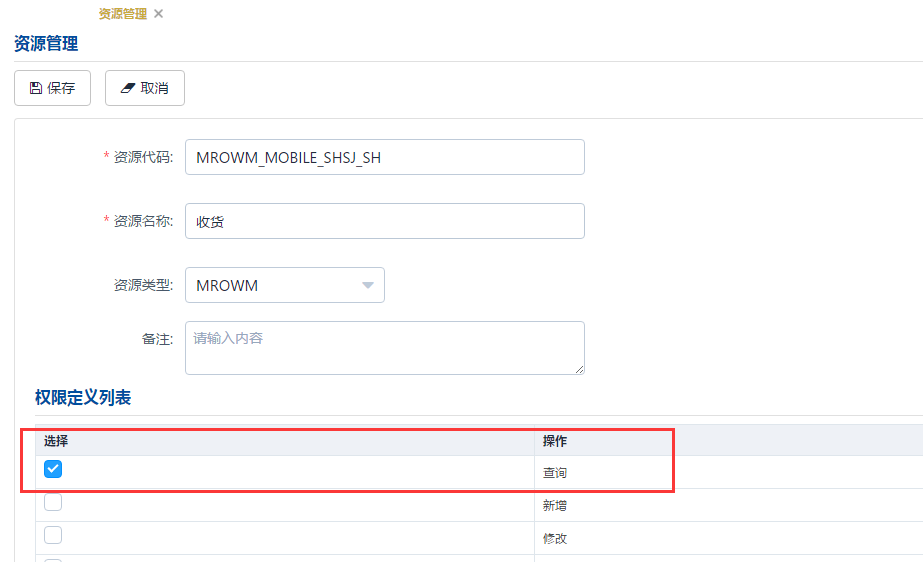 资源管理
资源管理
保存 取消
* 资源代码: MROWM_MOBILE_SHSJ_SH
* 资源名称: 收货
资源类型: MROWM
备注: 请输入内容
权限定义列表
选择 操作
查询
新增
修改